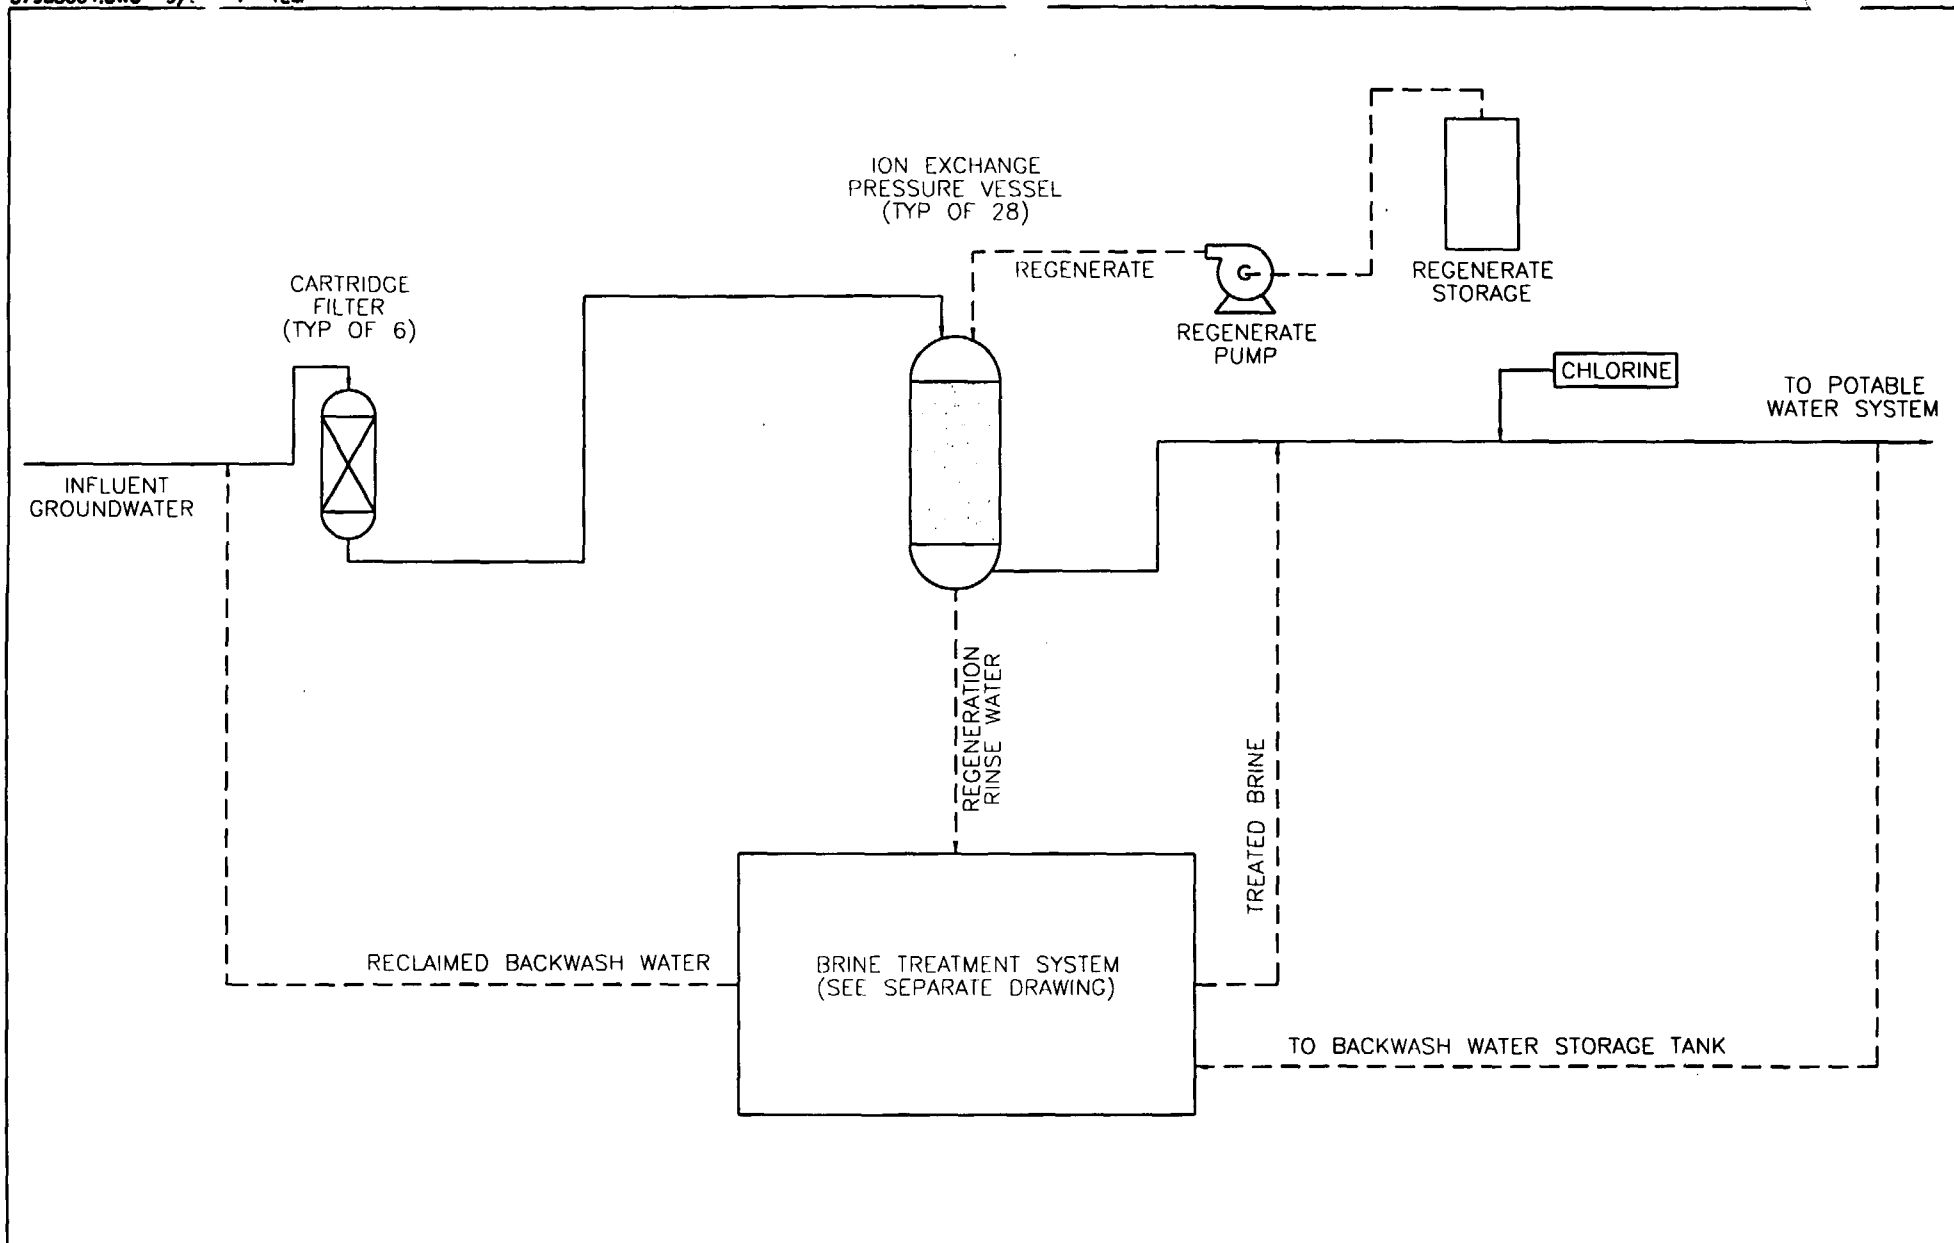 ION EXCHANGE
PRESSURE VESSEL
(TYP OF 28)
REGENERATE
REGENERATE
STORAGE
G
REGENERATE
PUMP
CARTRIDGE
FILTER
(TYP OF 6)
CHLORINE
TO POTABLE
WATER SYSTEM
INFLUENT
GROUNDWATER
REGENERATION
RINSE WATER
TREATED BRINE
RECLAIMED BACKWASH WATER
BRINE TREATMENT SYSTEM
(SEE SEPARATE DRAWING)
TO BACKWASH WATER STORAGE TANK